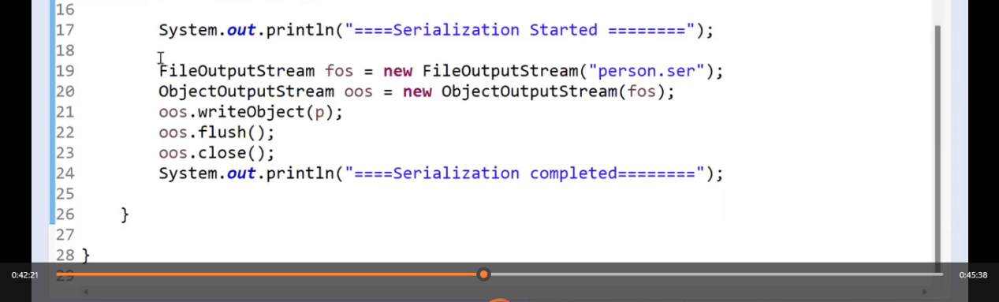 16
17 System.out.println("====Serialization Started ========");
18
19 FileOutputStream fos = new FileOutputStream("person.ser");
20 ObjectOutputStream oos = new ObjectOutputStream(fos);
21 oos.writeObject(p);
22 oos.flush();
23 oos.close();
24 System.out.println("====Serialization completed========");
25
26 }
27
28 }
29
0:42:21 0:45:38